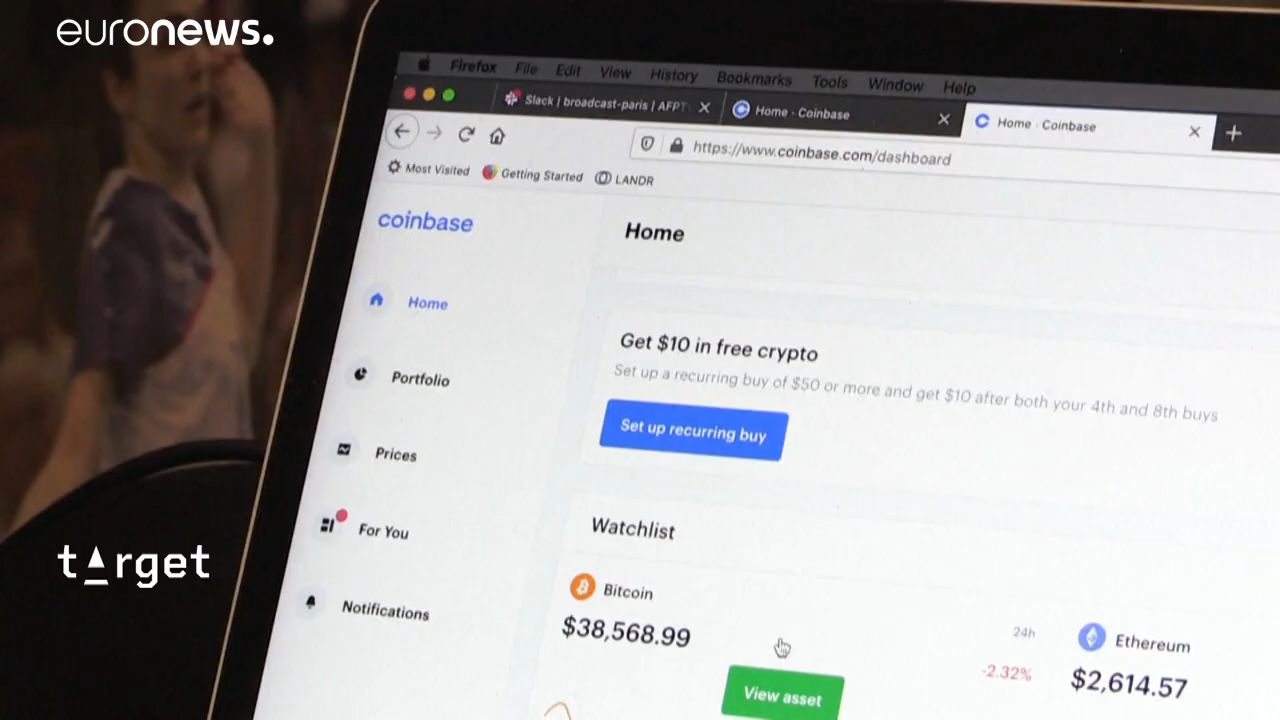 euronews.
Firefox File Edit View History Bookmarks Tools Window Help
Slack | broadcast-paris | AFPT
Home - Coinbase
Home - Coinbase
https://www.coinbase.com/dashboard
Most Visited Getting Started LANDR
coinbase
Home
Home
Portfolio
Prices
For You
Notifications
Get $10 in free crypto
Set up a recurring buy of $50 or more and get $10 after both your 4th and 8th buys
Set up recurring buy
Watchlist
Bitcoin
$38,568.99
24h
-2.32%
View asset
Ethereum
$2,614.57
target